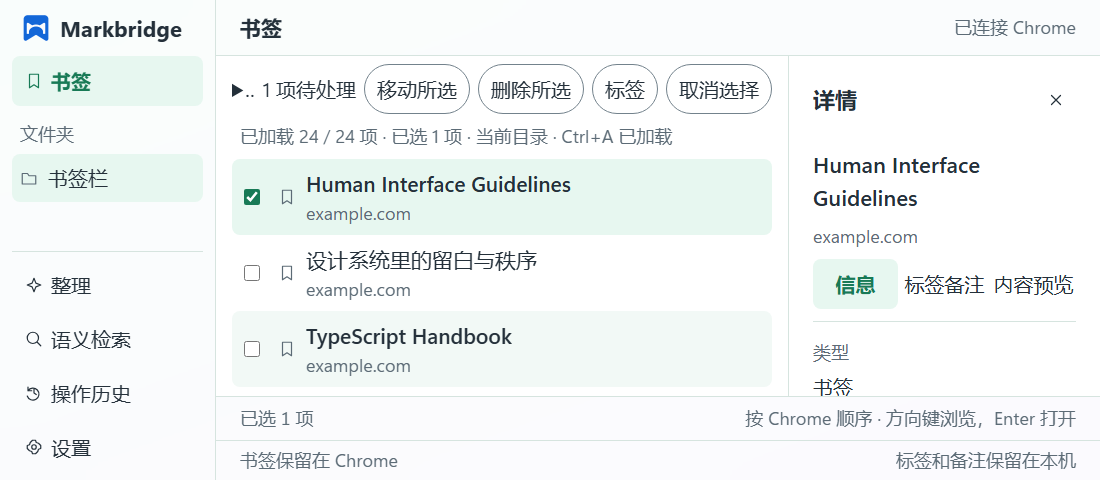 Markbridge
书签
文件夹
书签栏
整理
语义检索
操作历史
设置
书签
已连接 Chrome
▶.. 1 项待处理 移动所选 删除所选 标签 取消选择
已加载 24 / 24 项 · 已选 1 项 · 当前目录 · Ctrl+A 已加载
Human Interface Guidelines
example.com
设计系统里的留白与秩序
example.com
TypeScript Handbook
example.com
详情
Human Interface
Guidelines
example.com
信息 标签备注 内容预览
类型
书签
已选 1 项
按 Chrome 顺序 · 方向键浏览，Enter 打开
书签保留在 Chrome
标签和备注保留在本机